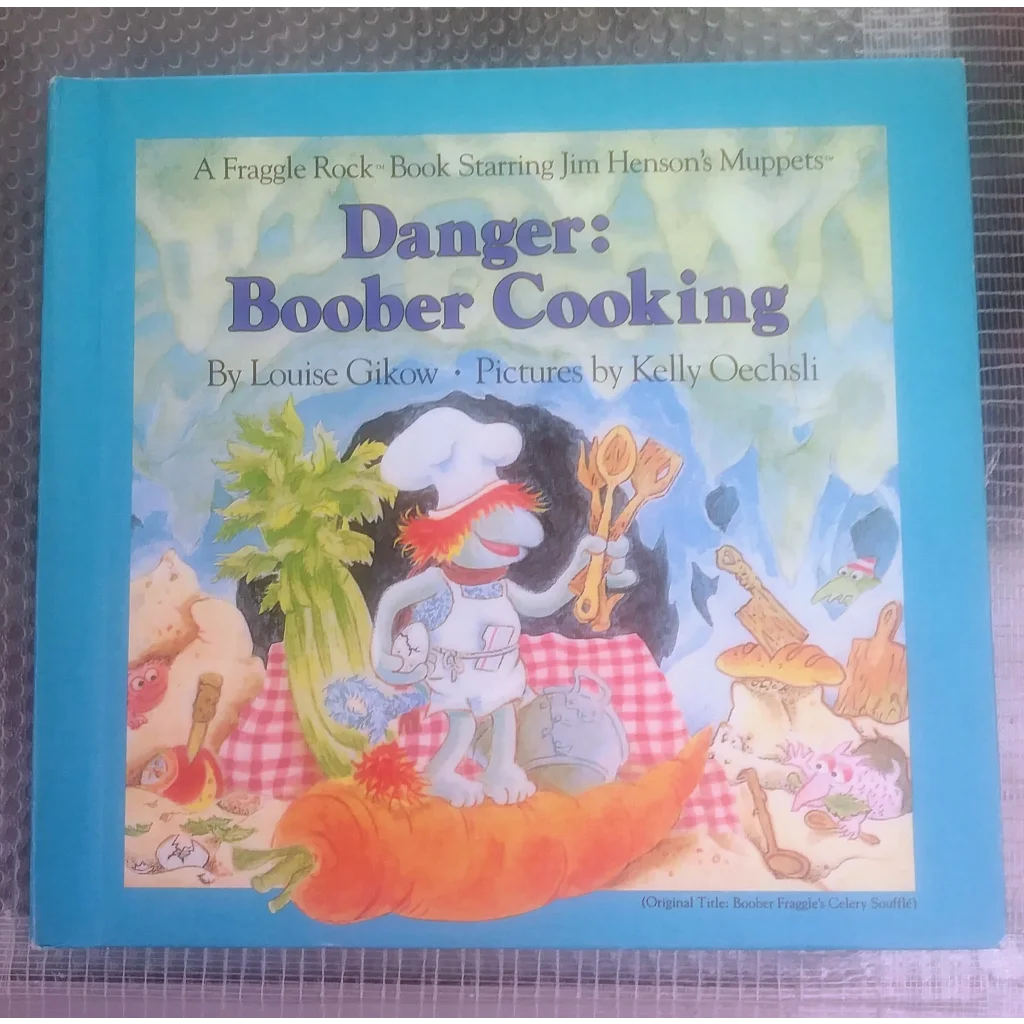 A Fraggle Rock™ Book Starring Jim Henson's Muppets™
Danger:
Boober Cooking
By Louise Gikow • Pictures by Kelly Oechsli
(Original Title: Boober Fraggle's Celery Soufflé)